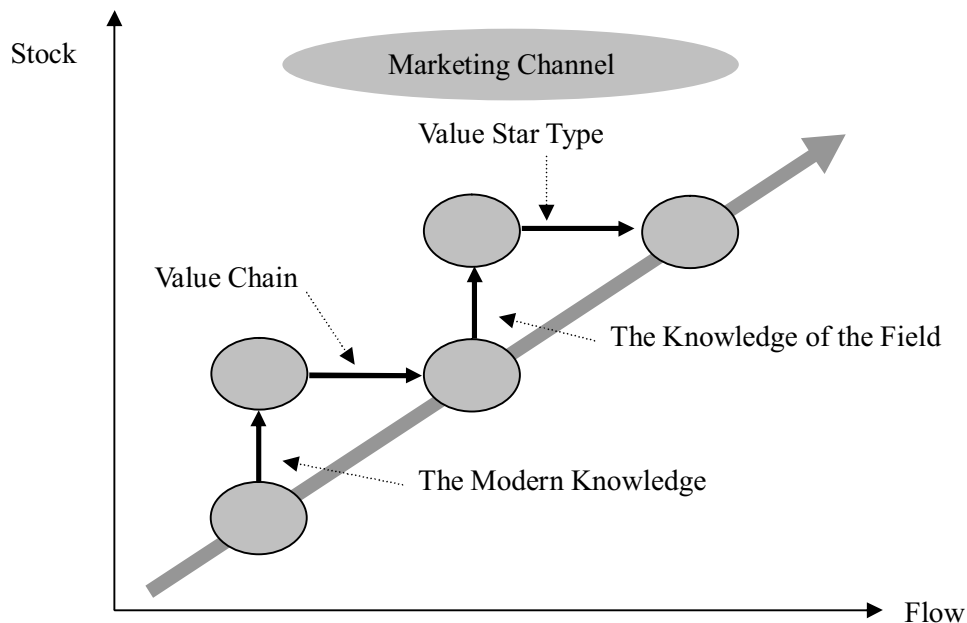 Stock
Marketing Channel
Value Star Type
Value Chain
The Knowledge of the Field
The Modern Knowledge
Flow